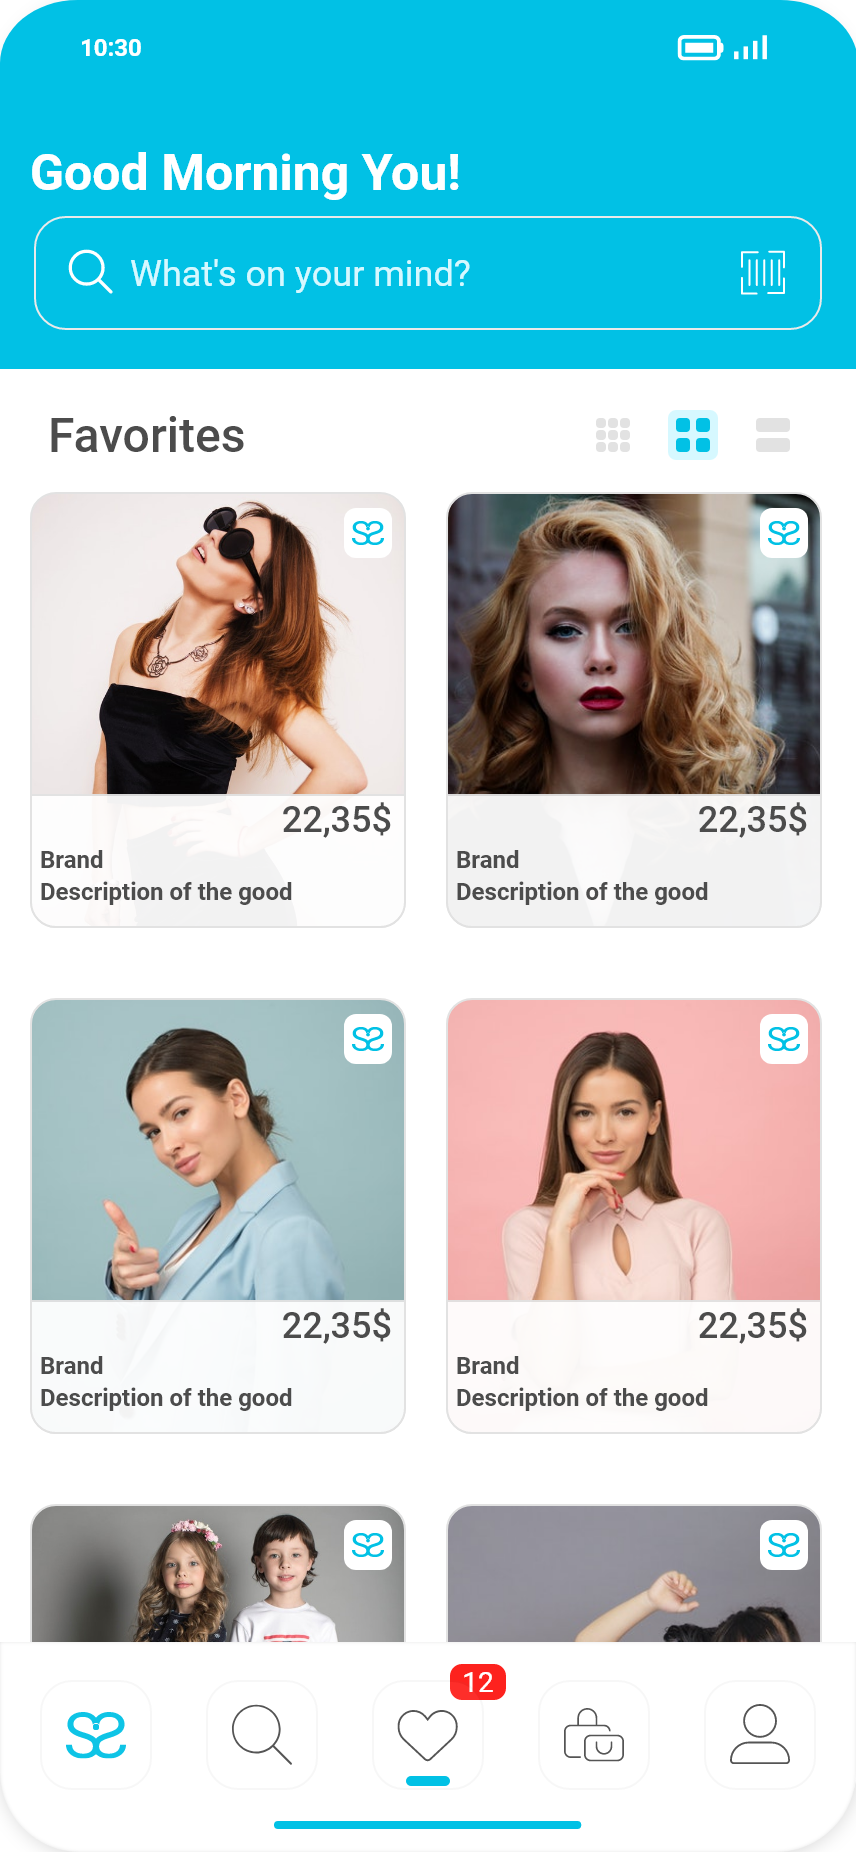 10:30
Good Morning You!
What's on your mind?
Favorites
22,35$
Brand
Description of the good
22,35$
Brand
Description of the good
22,35$
Brand
Description of the good
22,35$
Brand
Description of the good
12